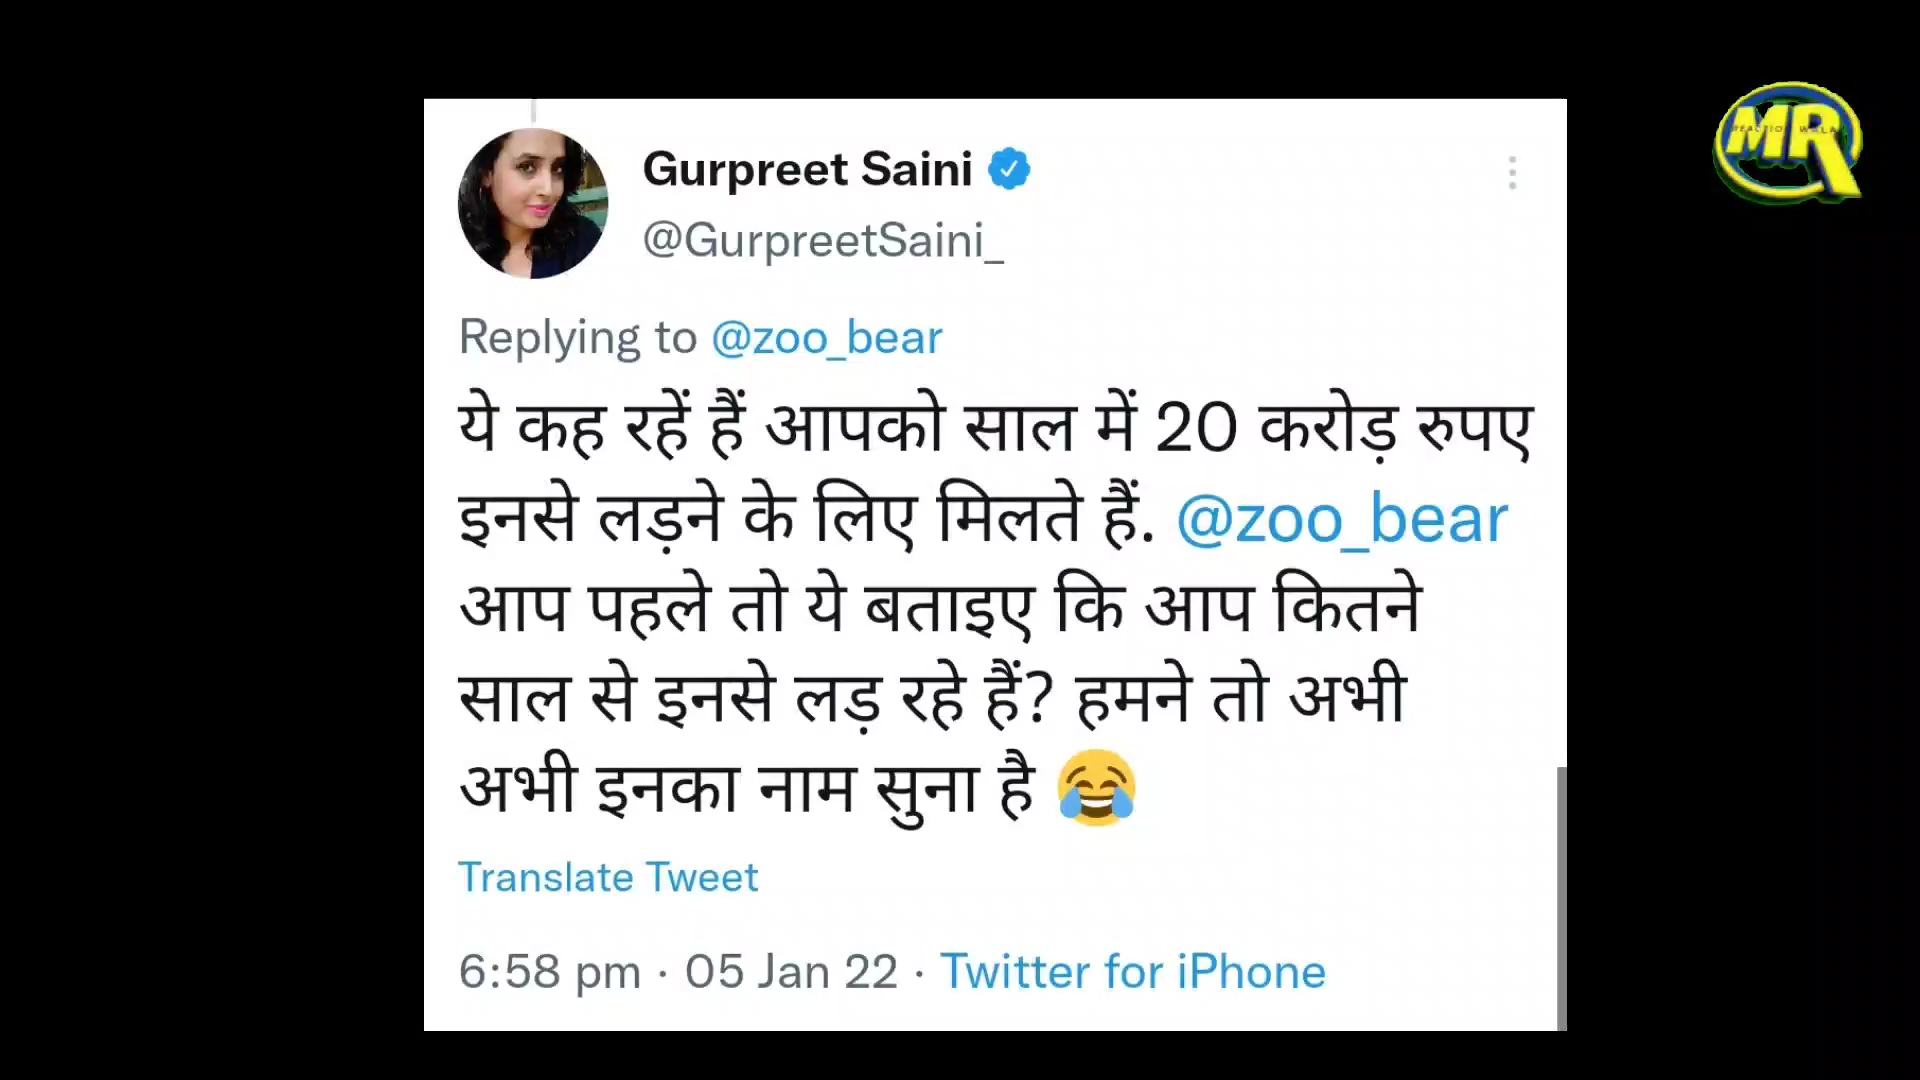 MR
REACTION WALA
Gurpreet Saini
@GurpreetSaini_
Replying to @zoo_bear
ये कह रहें हैं आपको साल में 20 करोड़ रुपए
इनसे लड़ने के लिए मिलते हैं. @zoo_bear
आप पहले तो ये बताइए कि आप कितने
साल से इनसे लड़ रहे हैं? हमने तो अभी
अभी इनका नाम सुना है 😂
Translate Tweet
6:58 pm · 05 Jan 22 · Twitter for iPhone